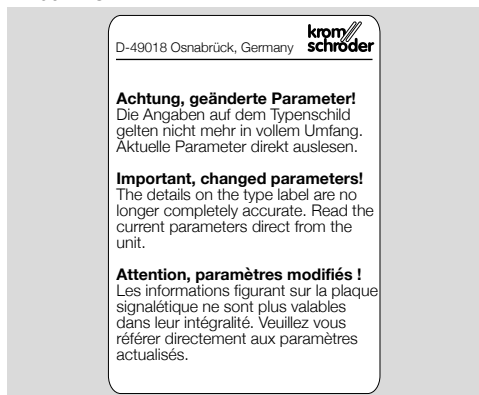 D-49018 Osnabrück, Germany
krom
schröder
Achtung, geänderte Parameter!
Die Angaben auf dem Typenschild
gelten nicht mehr in vollem Umfang.
Aktuelle Parameter direkt auslesen.
Important, changed parameters!
The details on the type label are no
longer completely accurate. Read the
current parameters direct from the
unit.
Attention, paramètres modifiés !
Les informations figurant sur la plaque
signalétique ne sont plus valables
dans leur intégralité. Veuillez vous
référer directement aux paramètres
actualisés.